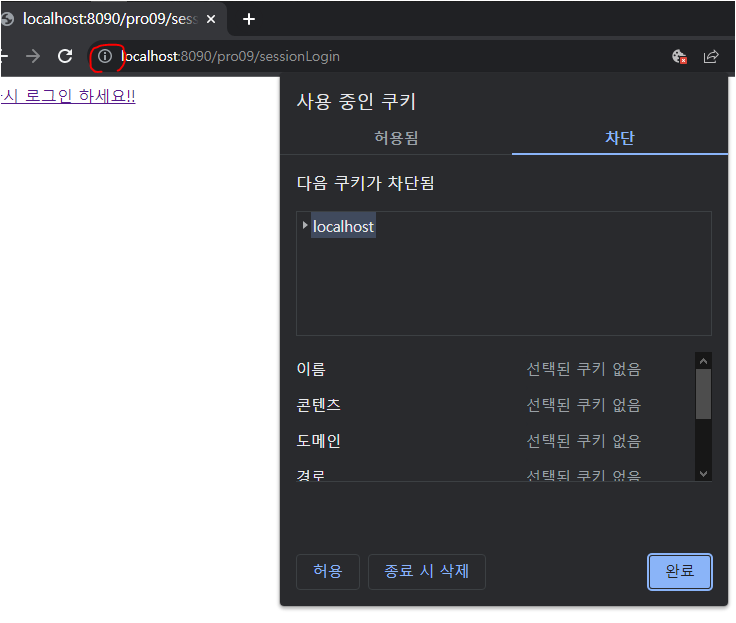 localhost:8090/pro09/sess
localhost:8090/pro09/sessionLogin
시 로그인 하세요!!
사용 중인 쿠키
허용됨 차단
다음 쿠키가 차단됨
localhost
이름 선택된 쿠키 없음
콘텐츠 선택된 쿠키 없음
도메인 선택된 쿠키 없음
경로 선택된 쿠키 없음
허용 종료 시 삭제 완료